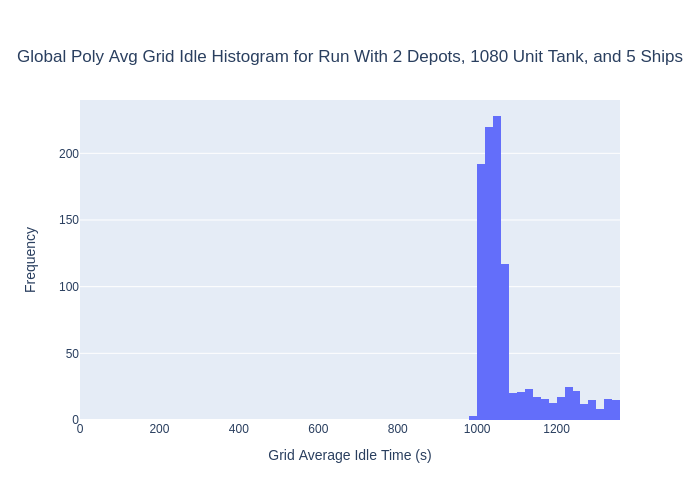 Global Poly Avg Grid Idle Histogram for Run With 2 Depots, 1080 Unit Tank, and 5 Ships
200
150
100
50
0
Frequency
0 200 400 600 800 1000 1200
Grid Average Idle Time (s)